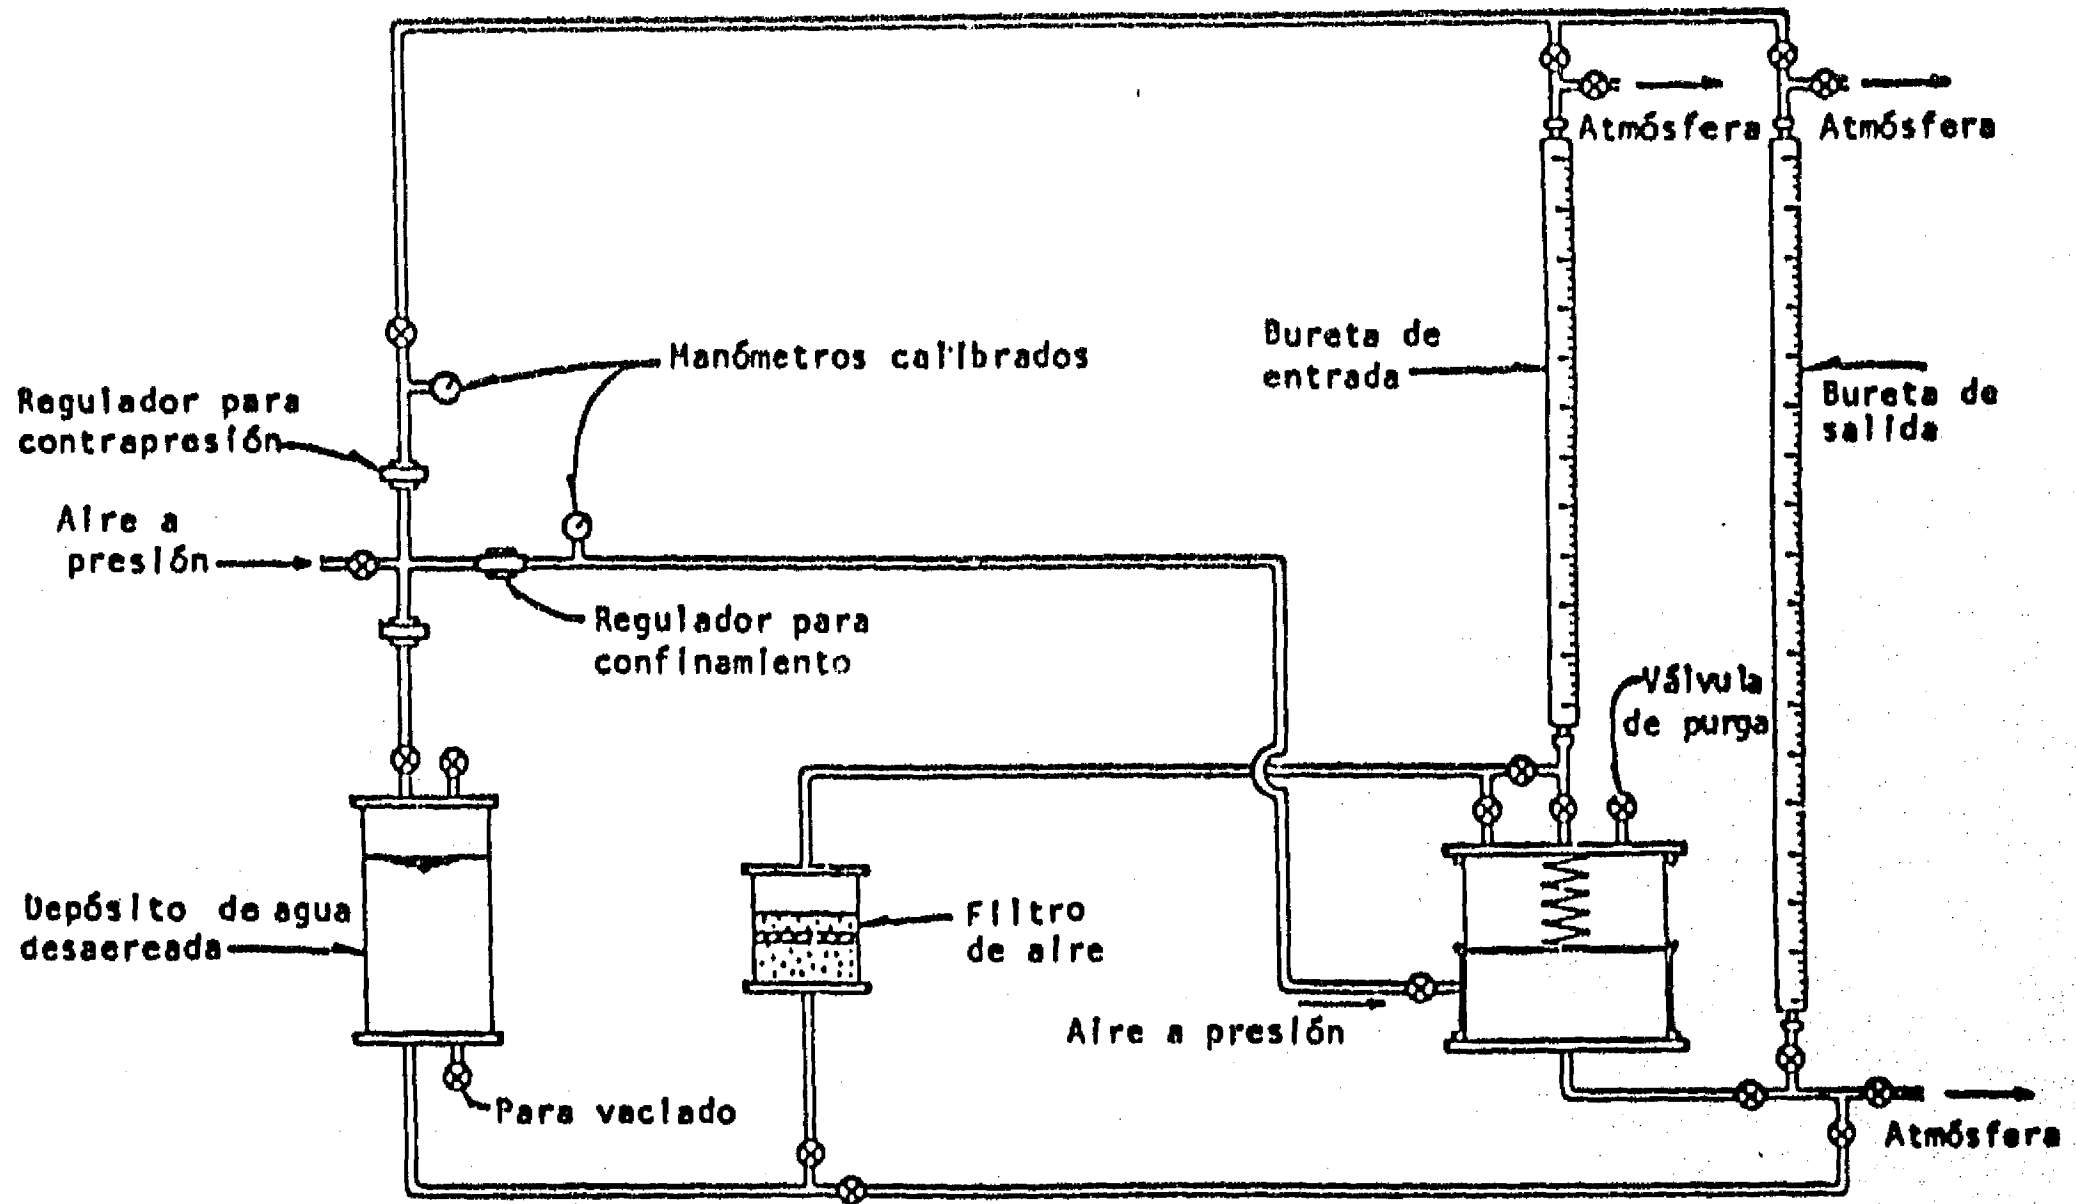 Atmósfera
Atmósfera
Manómetros calibrados
Bureta de
entrada
Regulador para
contrapresión
Bureta de
salida
Aire a
presión
Regulador para
confinamiento
Válvula
de purga
Depósito de agua
desaereada
Filtro
de aire
Aire a presión
Para vaciado
Atmósfera